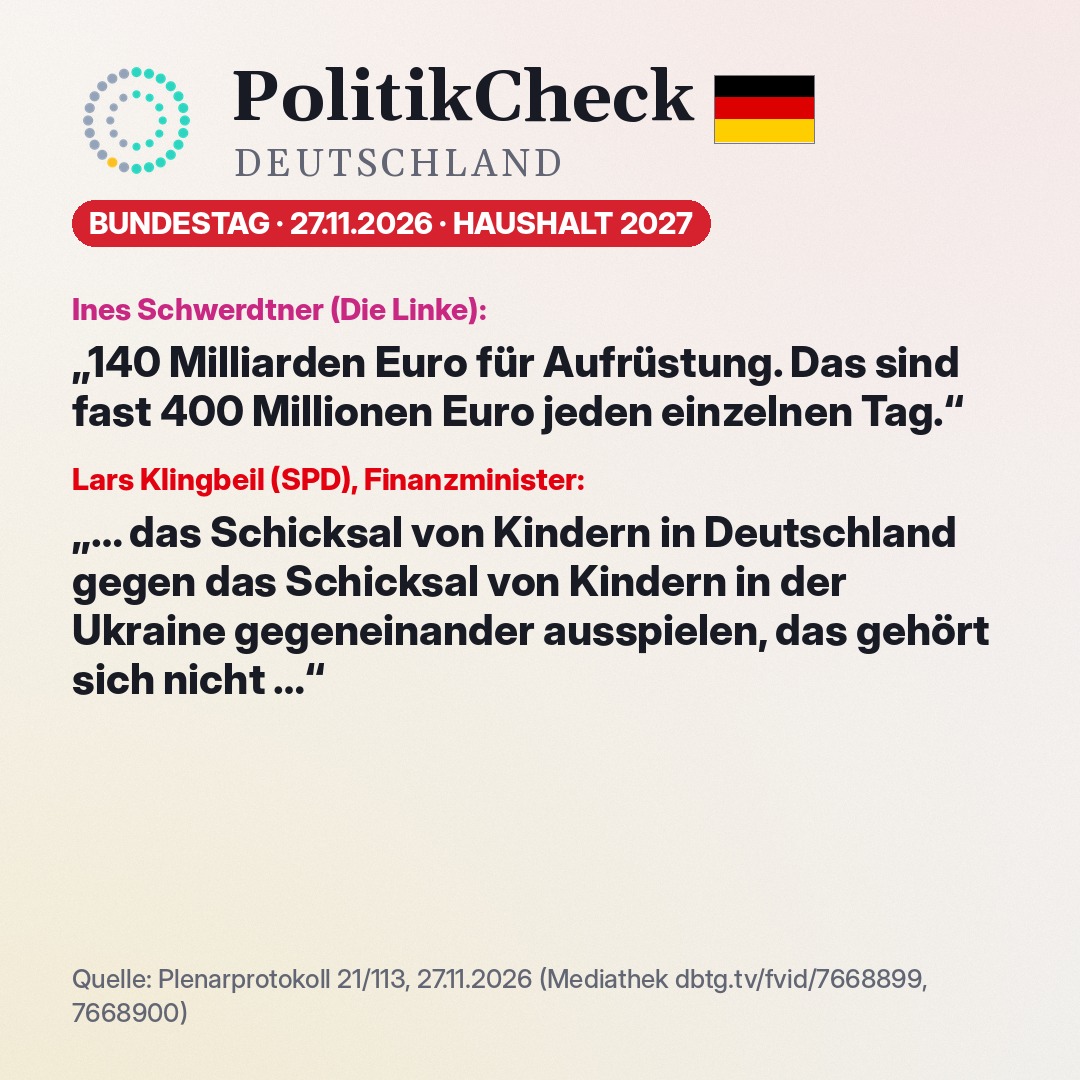 PolitikCheck
DEUTSCHLAND
BUNDESTAG · 27.11.2026 · HAUSHALT 2027
Ines Schwerdtner (Die Linke):
„140 Milliarden Euro für Aufrüstung. Das sind
fast 400 Millionen Euro jeden einzelnen Tag.“
Lars Klingbeil (SPD), Finanzminister:
„… das Schicksal von Kindern in Deutschland
gegen das Schicksal von Kindern in der
Ukraine gegeneinander ausspielen, das gehört
sich nicht …“
Quelle: Plenarprotokoll 21/113, 27.11.2026 (Mediathek dbtg.tv/fvid/7668899,
7668900)